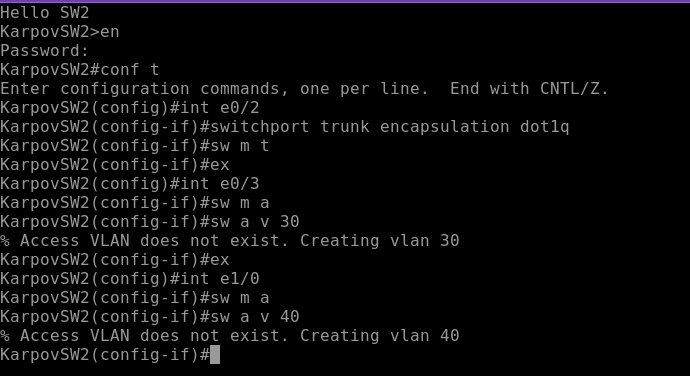 Hello SW2
KarpovSW2>en
Password:
KarpovSW2#conf t
Enter configuration commands, one per line.  End with CNTL/Z.
KarpovSW2(config)#int e0/2
KarpovSW2(config-if)#switchport trunk encapsulation dot1q
KarpovSW2(config-if)#sw m t
KarpovSW2(config-if)#ex
KarpovSW2(config)#int e0/3
KarpovSW2(config-if)#sw m a
KarpovSW2(config-if)#sw a v 30
% Access VLAN does not exist. Creating vlan 30
KarpovSW2(config-if)#ex
KarpovSW2(config)#int e1/0
KarpovSW2(config-if)#sw m a
KarpovSW2(config-if)#sw a v 40
% Access VLAN does not exist. Creating vlan 40
KarpovSW2(config-if)#